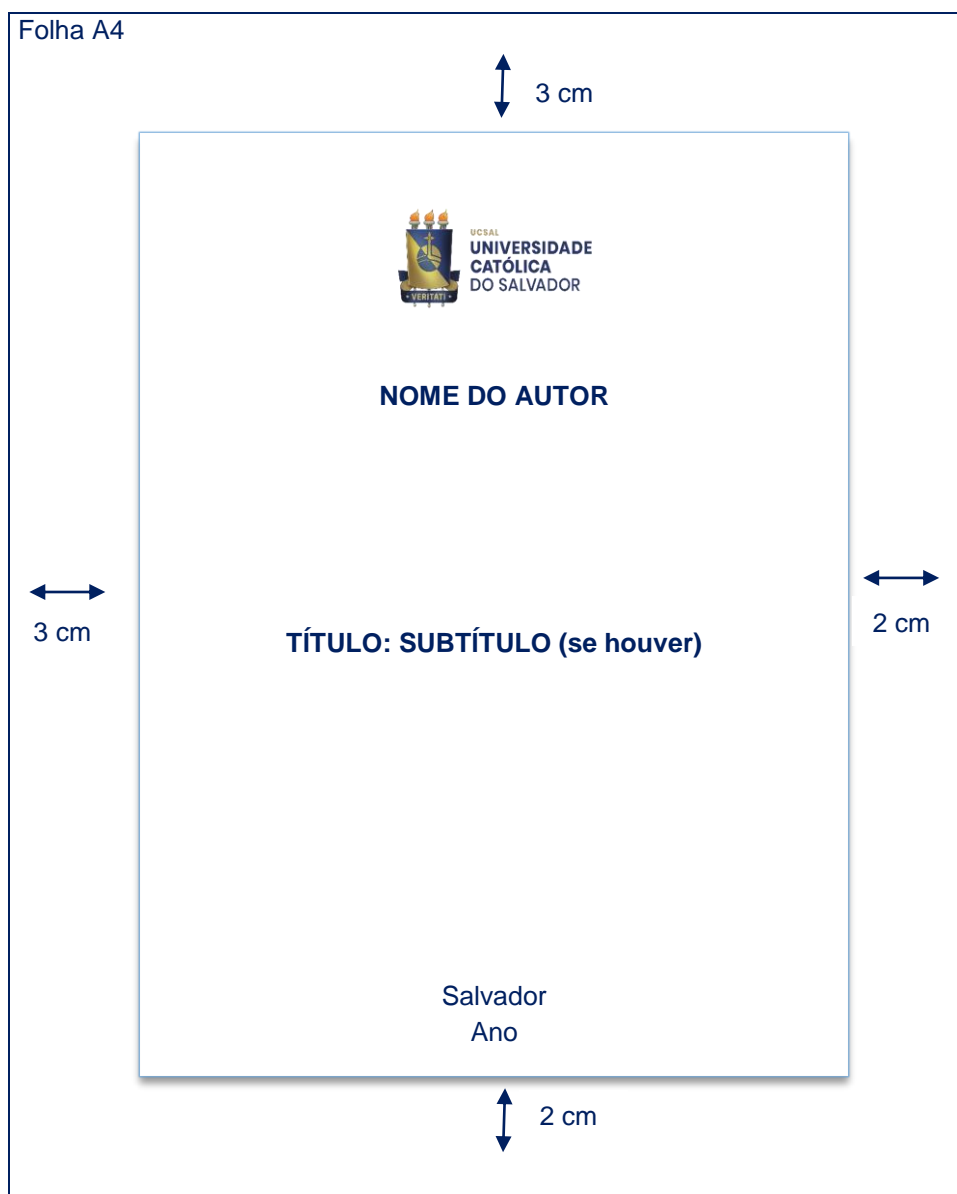 Folha A4
3 cm
UCSAL
UNIVERSIDADE
CATÓLICA
DO SALVADOR
• VERITATI •
NOME DO AUTOR
3 cm
TÍTULO: SUBTÍTULO (se houver)
2 cm
Salvador
Ano
2 cm